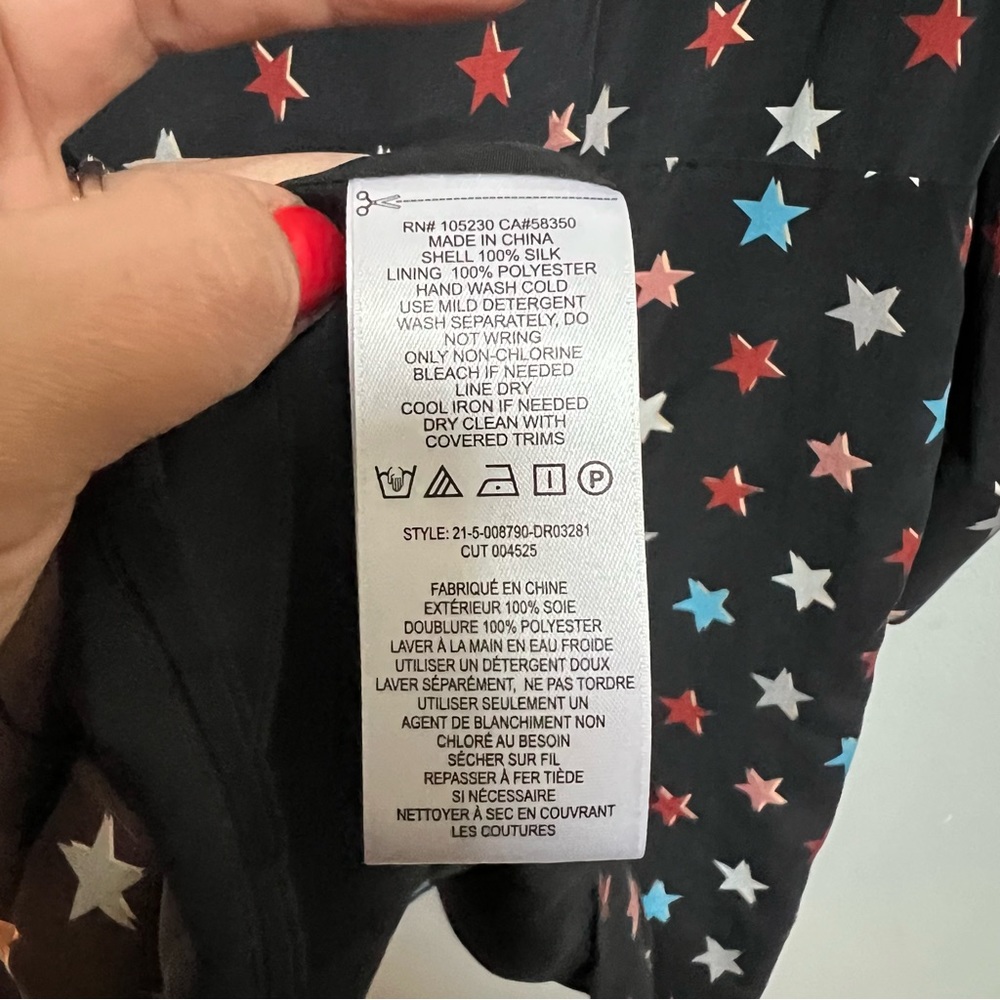 RN# 105230 CA#58350
MADE IN CHINA
SHELL 100% SILK
LINING 100% POLYESTER
HAND WASH COLD
USE MILD DETERGENT
WASH SEPARATELY, DO
NOT WRING
ONLY NON-CHLORINE
BLEACH IF NEEDED
LINE DRY
COOL IRON IF NEEDED
DRY CLEAN WITH
COVERED TRIMS
P
STYLE: 21-5-008790-DR03281
CUT 004525
FABRIQUÉ EN CHINE
EXTÉRIEUR 100% SOIE
DOUBLURE 100% POLYESTER
LAVER À LA MAIN EN EAU FROIDE
UTILISER UN DÉTERGENT DOUX
LAVER SÉPARÉMENT, NE PAS TORDRE
UTILISER SEULEMENT UN
AGENT DE BLANCHIMENT NON
CHLORÉ AU BESOIN
SÉCHER SUR FIL
REPASSER À FER TIÈDE
SI NÉCESSAIRE
NETTOYER À SEC EN COUVRANT
LES COUTURES